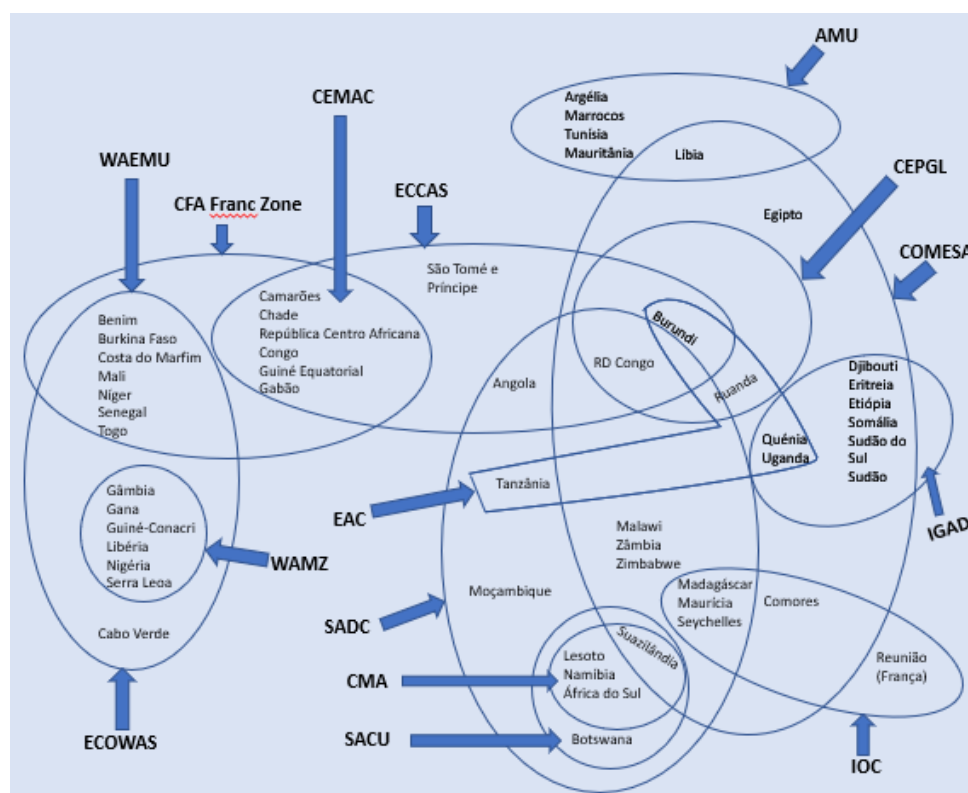 AMU
Argélia
Marrocos
Tunísia
Mauritânia
Líbia
CEMAC
WAEMU
CFA Franc Zone
ECCAS
CEPGL
Egipto
COMESA
São Tomé e
Príncipe
Camarões
Chade
República Centro Africana
Congo
Guiné Equatorial
Gabão
Benim
Burkina Faso
Costa do Marfim
Mali
Níger
Senegal
Togo
Angola
RD Congo
Burundi
Ruanda
Djibouti
Eritreia
Etiópia
Somália
Sudão do
Sul
Sudão
Quénia
Uganda
Tanzânia
EAC
IGAD
Gâmbia
Gana
Guiné-Conacri
Libéria
Nigéria
Serra Leoa
WAMZ
Malawi
Zâmbia
Zimbabwe
Moçambique
Madagáscar
Maurícia
Seychelles
Comores
SADC
Cabo Verde
Suazilândia
Lesoto
Namíbia
África do Sul
Reunião
(França)
CMA
SACU
Botswana
ECOWAS
IOC